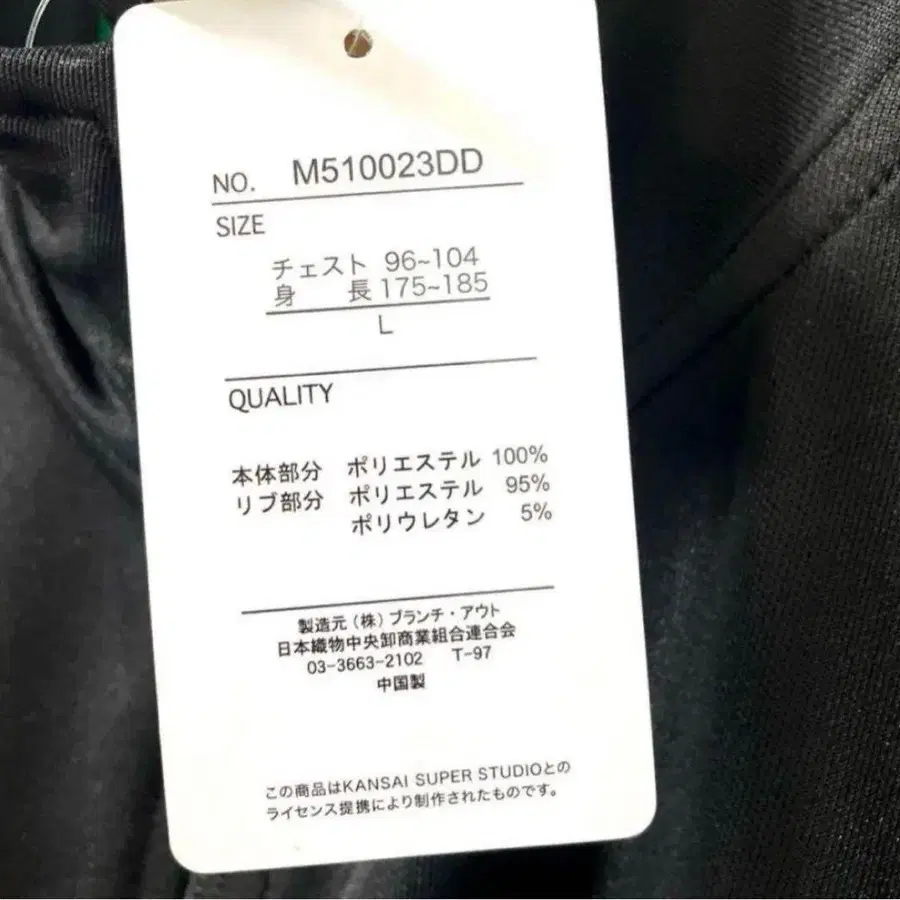 NO. M510023DD
SIZE
チェスト 96~104
身 長 175~185
L
QUALITY
本体部分 ポリエステル 100%
リブ部分 ポリエステル 95%
ポリウレタン 5%
製造元 (株) ブランチ・アウト
日本織物中央卸商業組合連合会
03-3663-2102 T-97
中国製
この商品はKANSAI SUPER STUDIOとの
ライセンス提携により制作されたものです。